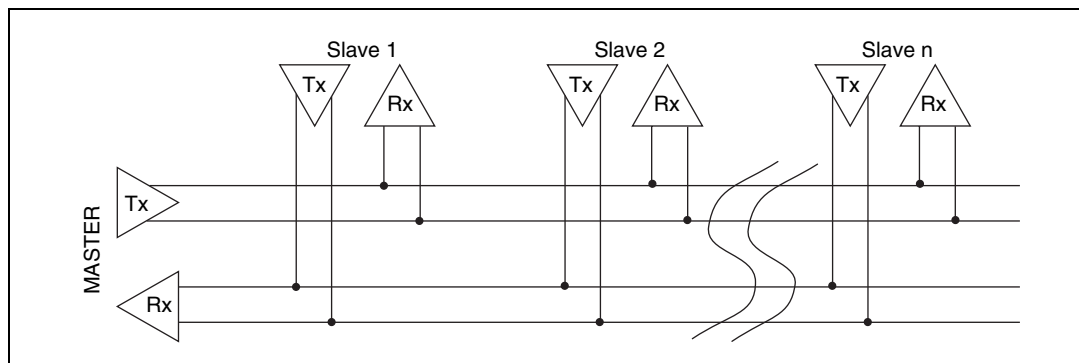 Slave 1
Slave 2
Slave n
Tx
Rx
Tx
Rx
Tx
Rx
MASTER
Tx
Rx